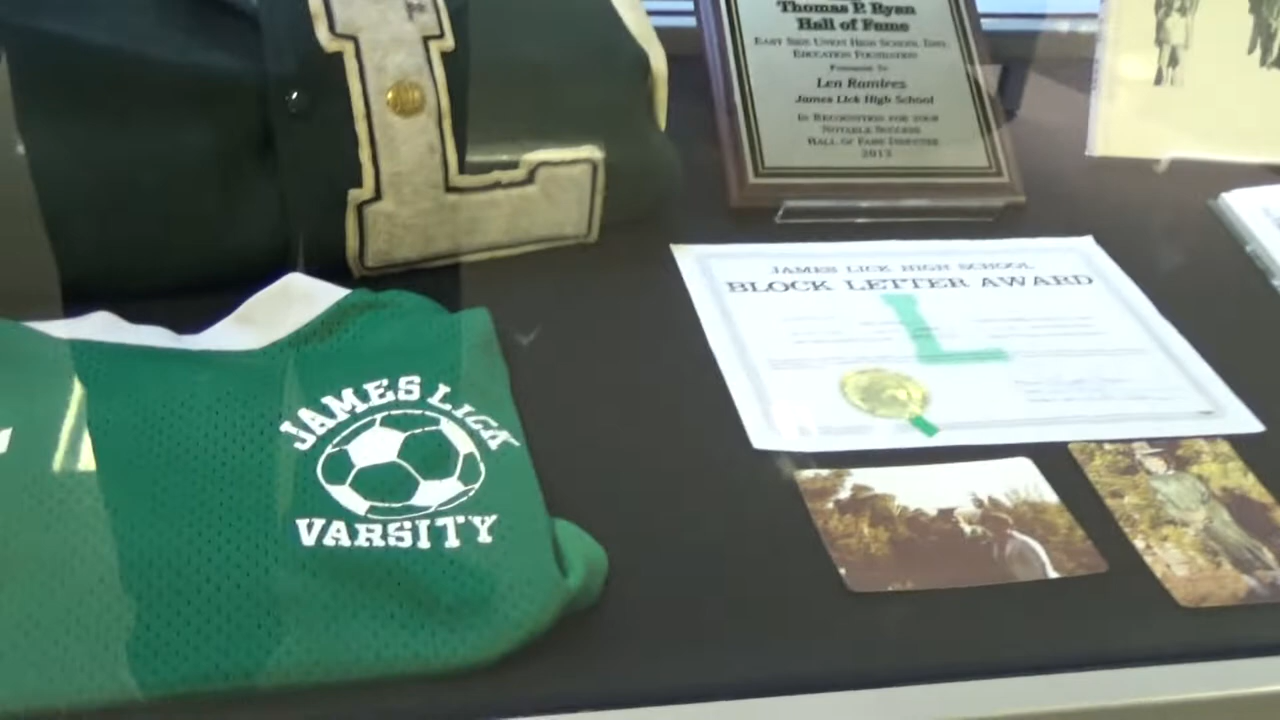 L
Thomas P. Ryan
Hall of Fame
East Side Union High School Dist.
Education Foundation
Presented To
Len Ramirez
James Lick High School
In Recognition for your
Notable Success
Hall of Fame Inductee
2013
JAMES LICK HIGH SCHOOL
BLOCK LETTER AWARD
L
JAMES LICK
VARSITY